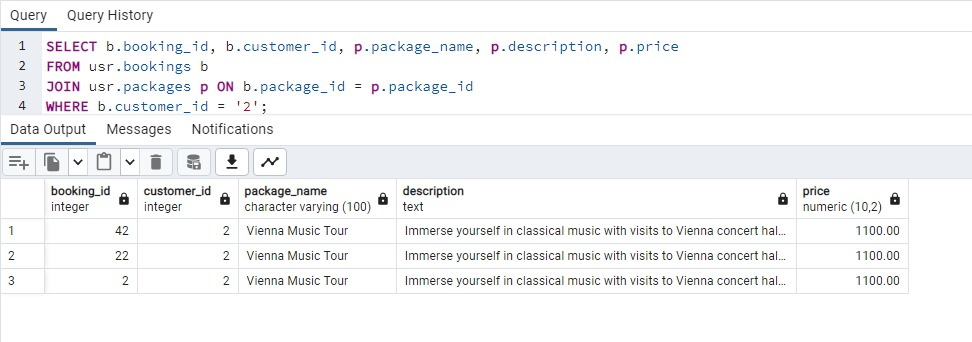 Query Query History
1 SELECT b.booking_id, b.customer_id, p.package_name, p.description, p.price
2 FROM usr.bookings b
3 JOIN usr.packages p ON b.package_id = p.package_id
4 WHERE b.customer_id = '2';
Data Output Messages Notifications
booking_id customer_id package_name description price
integer integer character varying (100) text numeric (10,2)
1 42 2 Vienna Music Tour Immerse yourself in classical music with visits to Vienna concert hal... 1100.00
2 22 2 Vienna Music Tour Immerse yourself in classical music with visits to Vienna concert hal... 1100.00
3 2 2 Vienna Music Tour Immerse yourself in classical music with visits to Vienna concert hal... 1100.00